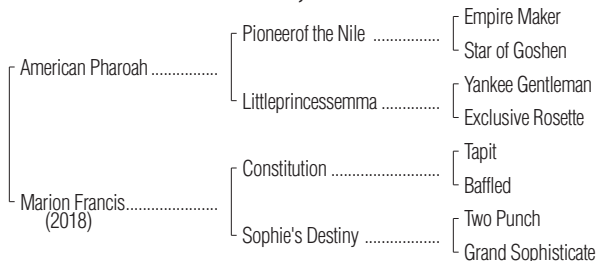 Empire Maker
Pioneerof the Nile ................
Star of Goshen
American Pharoah ................
Yankee Gentleman
Littleprincessemma ..............
Exclusive Rosette
Tapit
Constitution ..........................
Baffled
Marion Francis......................
(2018)
Two Punch
Sophie's Destiny ..................
Grand Sophisticate